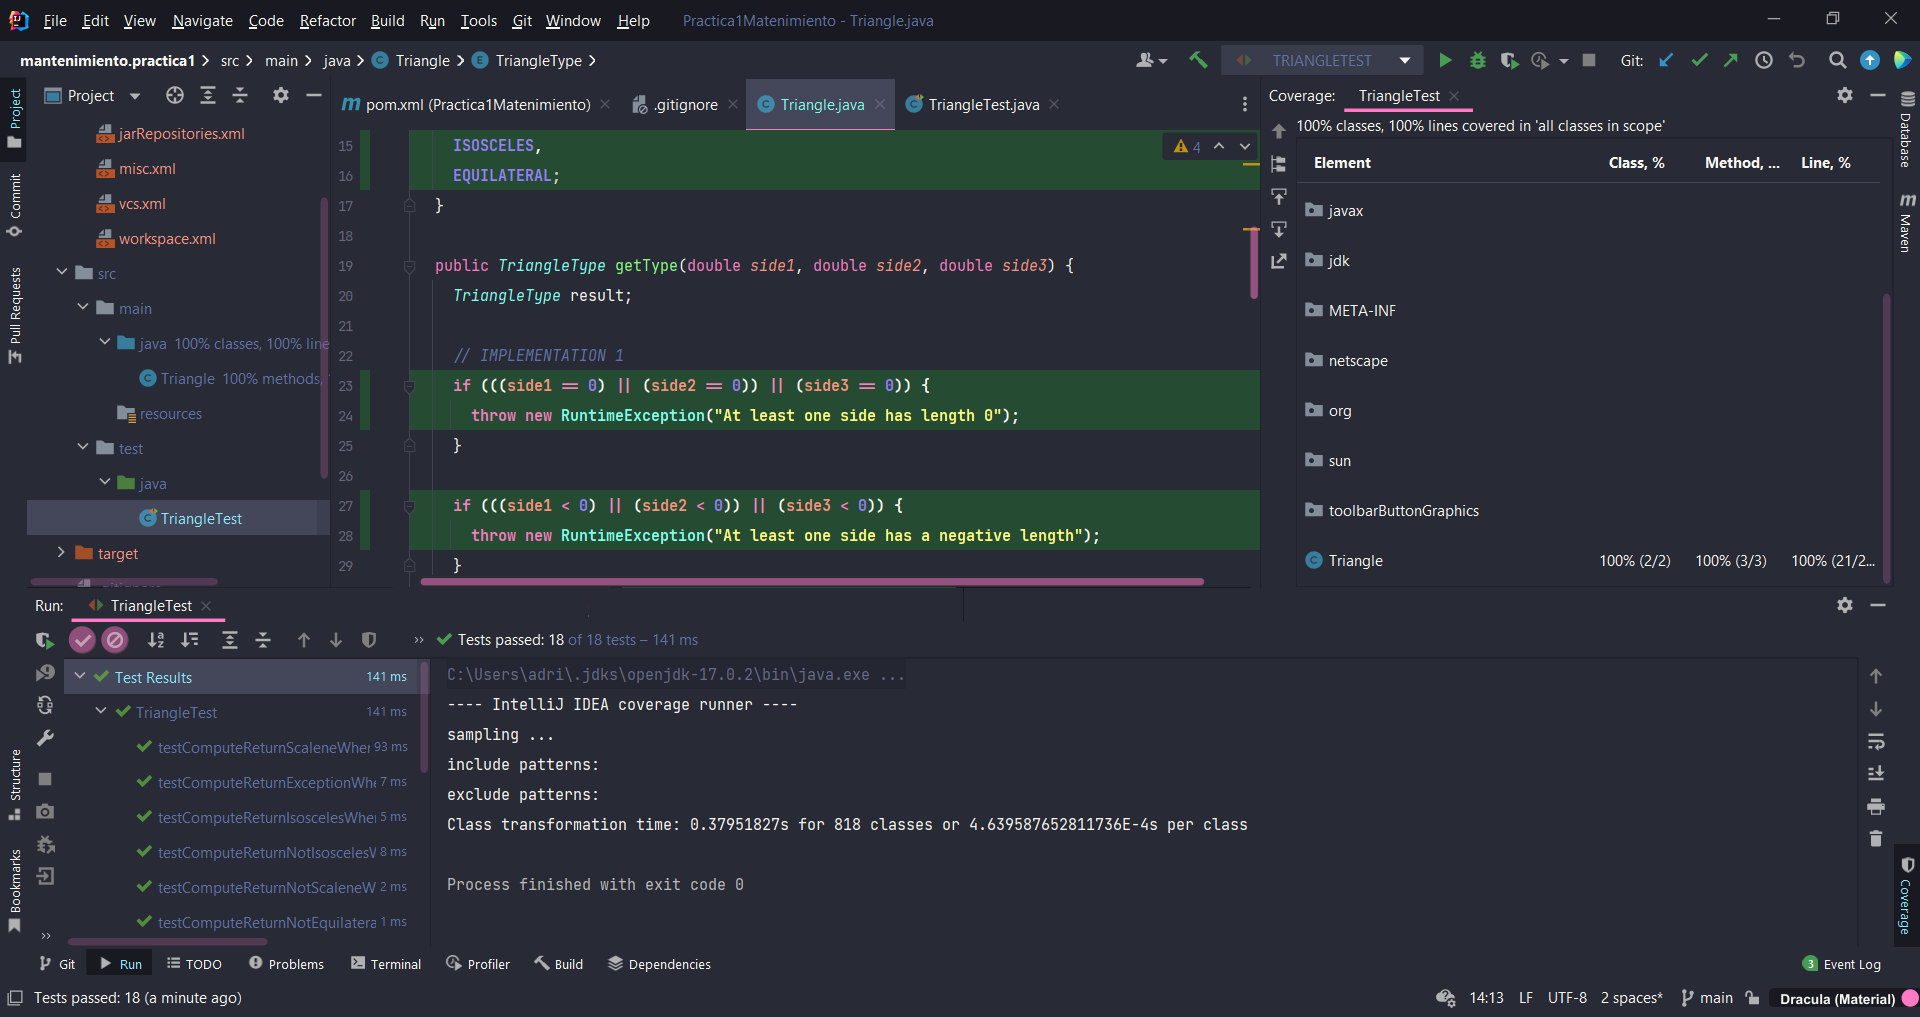 File Edit View Navigate Code Refactor Build Run Tools Git Window Help Practica1Matenimiento - Triangle.java
mantenimiento.practica1 src main java Triangle TriangleType TRIANGLETEST Git:
Project
Commit
Pull Requests
Structure
Bookmarks
Project
jarRepositories.xml
misc.xml
vcs.xml
workspace.xml
src
main
java 100% classes, 100% line
Triangle 100% methods,
resources
test
java
TriangleTest
target
pom.xml (Practica1Matenimiento) .gitignore Triangle.java TriangleTest.java
4
15 ISOSCELES,
16 EQUILATERAL;
17 }
18
19 public TriangleType getType(double side1, double side2, double side3) {
20 TriangleType result;
21
22 // IMPLEMENTATION 1
23 if (((side1 == 0) || (side2 == 0)) || (side3 == 0)) {
24 throw new RuntimeException("At least one side has length 0");
25 }
26
27 if (((side1 < 0) || (side2 < 0)) || (side3 < 0)) {
28 throw new RuntimeException("At least one side has a negative length");
29 }
Coverage: TriangleTest
100% classes, 100% lines covered in 'all classes in scope'
Element Class, % Method, ... Line, %
javax
jdk
META-INF
netscape
org
sun
toolbarButtonGraphics
Triangle 100% (2/2) 100% (3/3) 100% (21/2...
Database
Maven
Coverage
Run: TriangleTest
Tests passed: 18 of 18 tests – 141 ms
Test Results 141 ms
TriangleTest 141 ms
testComputeReturnScaleneWher 93 ms
testComputeReturnExceptionWhe 7 ms
testComputeReturnIsoscelesWher 5 ms
testComputeReturnNotIsoscelesW 8 ms
testComputeReturnNotScaleneW 2 ms
testComputeReturnNotEquilatera 1 ms
C:\Users\adri\.jdks\openjdk-17.0.2\bin\java.exe ...
---- IntelliJ IDEA coverage runner ----
sampling ...
include patterns:
exclude patterns:
Class transformation time: 0.37951827s for 818 classes or 4.639587652811736E-4s per class
Process finished with exit code 0
Git Run TODO Problems Terminal Profiler Build Dependencies 3 Event Log
Tests passed: 18 (a minute ago) 14:13 LF UTF-8 2 spaces* main Dracula (Material)